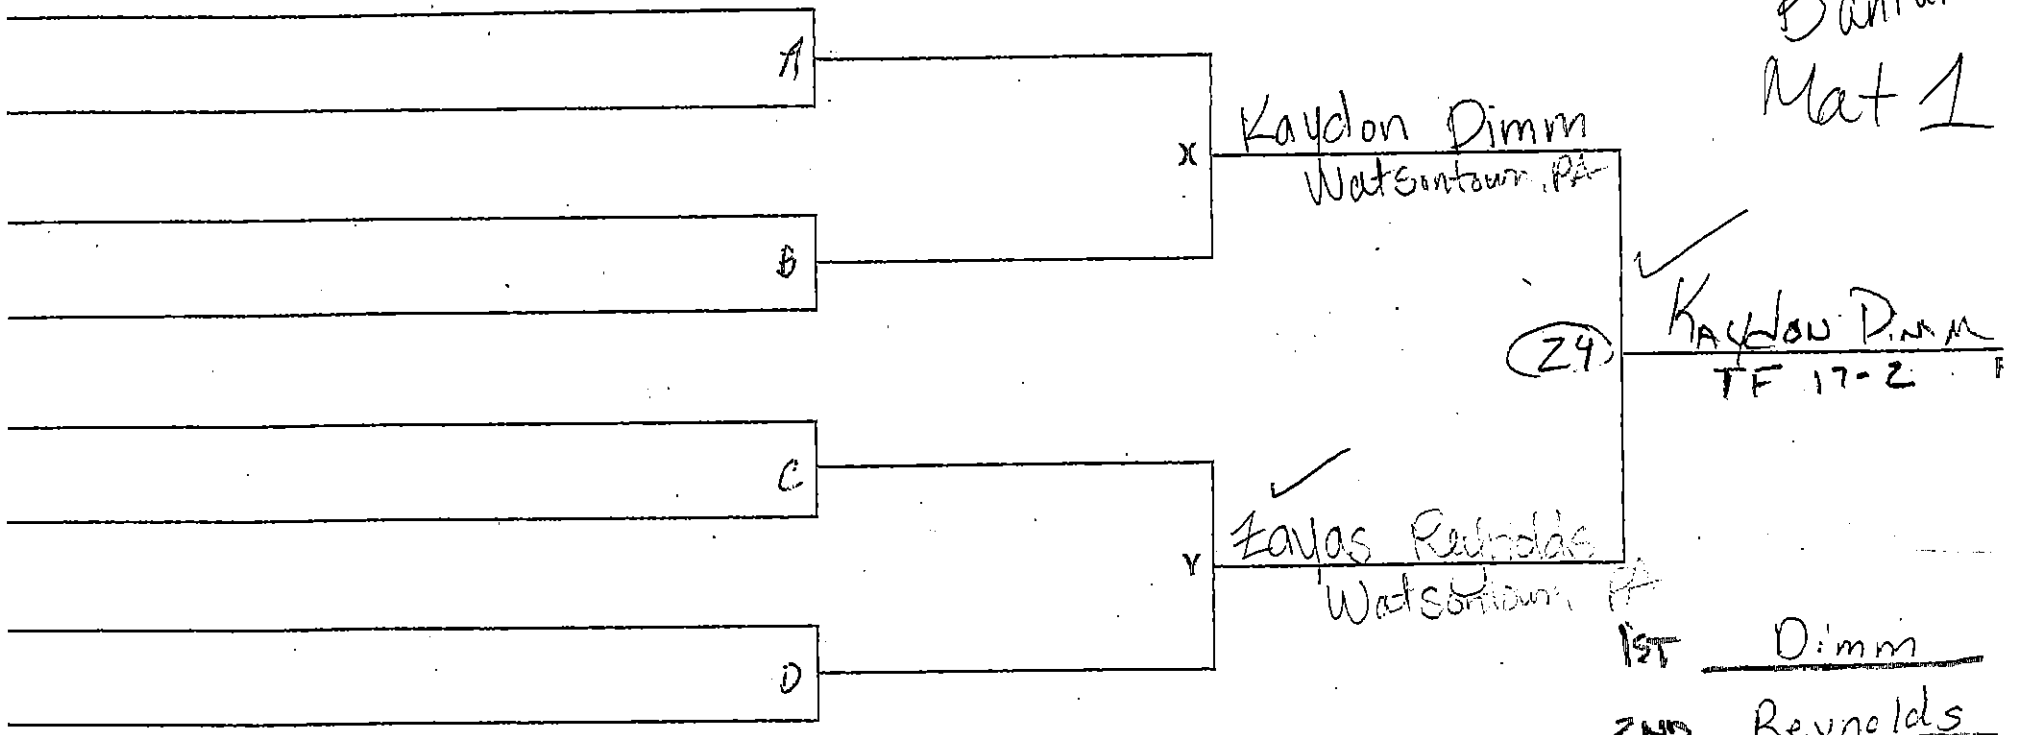 Mat 1
A
Kaydon Dimm
X
Watsontown, PA
B
KAYDON DIMM
24
TF 17-2
C
Zayas Reynolds
Y
Watsontown PA
1ST Dimm
D
2ND Reynolds